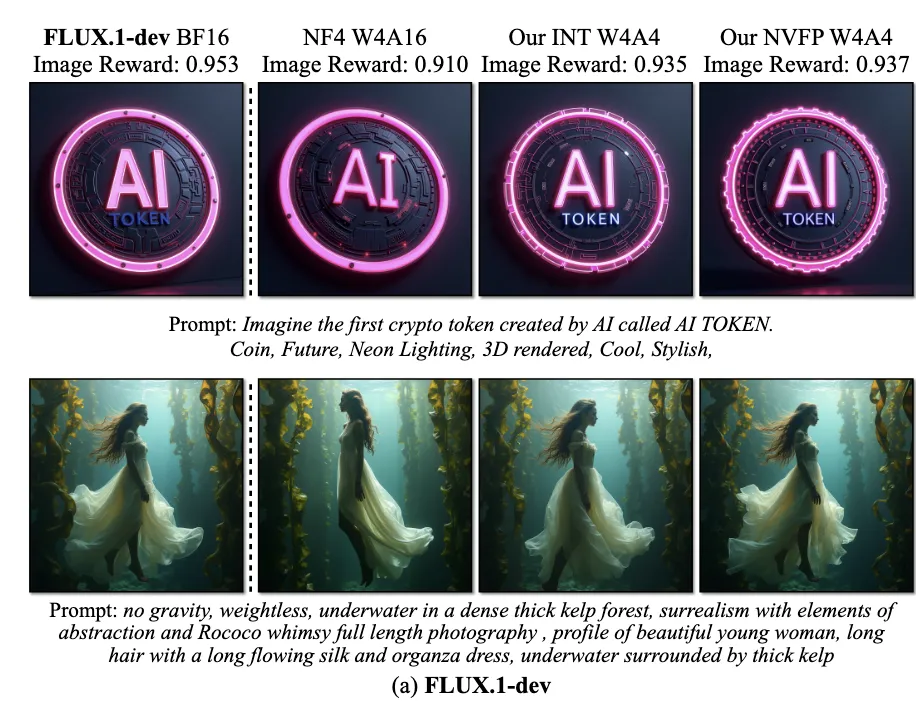 FLUX.1-dev BF16
Image Reward: 0.953
NF4 W4A16
Image Reward: 0.910
Our INT W4A4
Image Reward: 0.935
Our NVFP W4A4
Image Reward: 0.937
AI
TOKEN
AI
AI
TOKEN
AI
TOKEN
Prompt: Imagine the first crypto token created by AI called AI TOKEN.
Coin, Future, Neon Lighting, 3D rendered, Cool, Stylish,
Prompt: no gravity, weightless, underwater in a dense thick kelp forest, surrealism with elements of
abstraction and Rococo whimsy full length photography , profile of beautiful young woman, long
hair with a long flowing silk and organza dress, underwater surrounded by thick kelp
(a) FLUX.1-dev